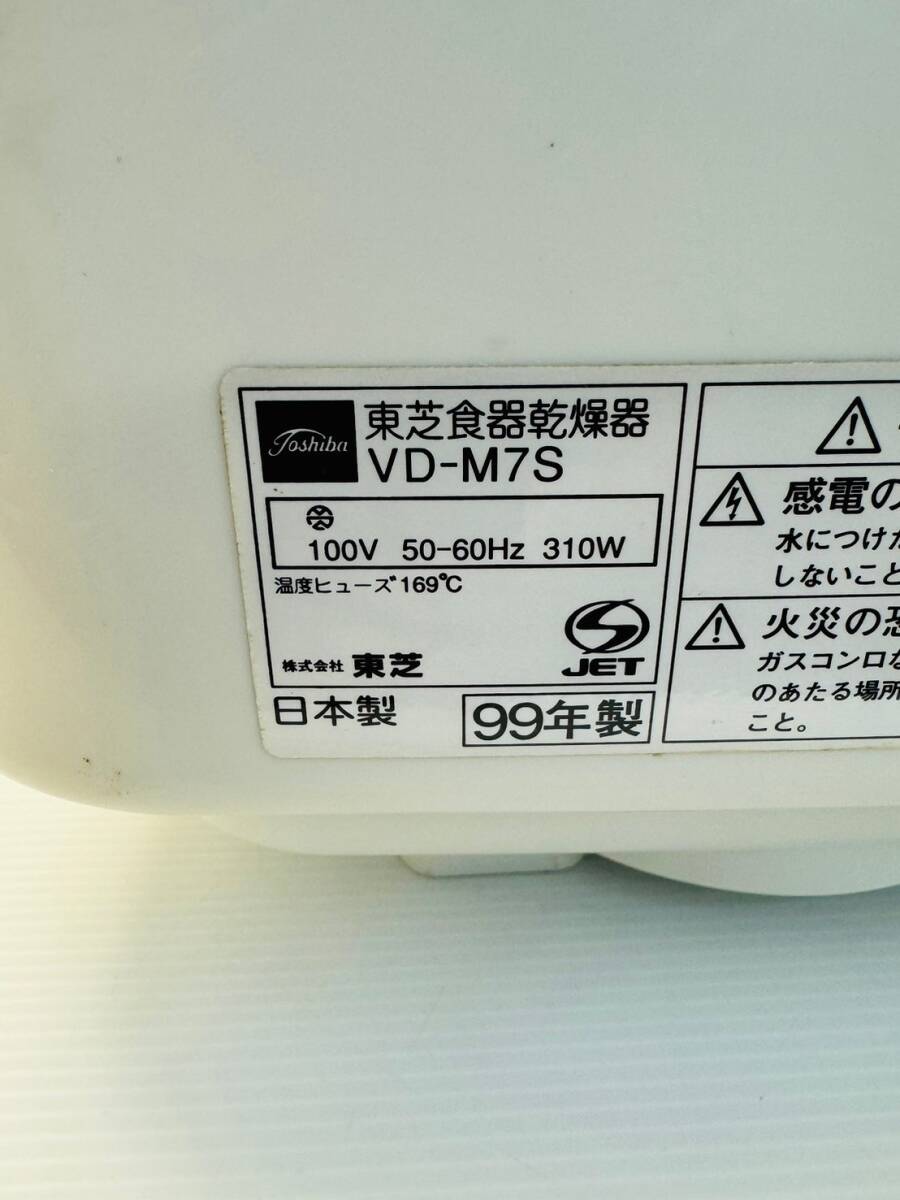 Toshiba
東芝食器乾燥器
VD-M7S
100V 50-60Hz 310W
温度ヒューズ169℃
株式会社 東芝
JET
日本製
99年製
感電の
水につけ
しないこと
火災の
ガスコンロ
のあたる場所
こと。